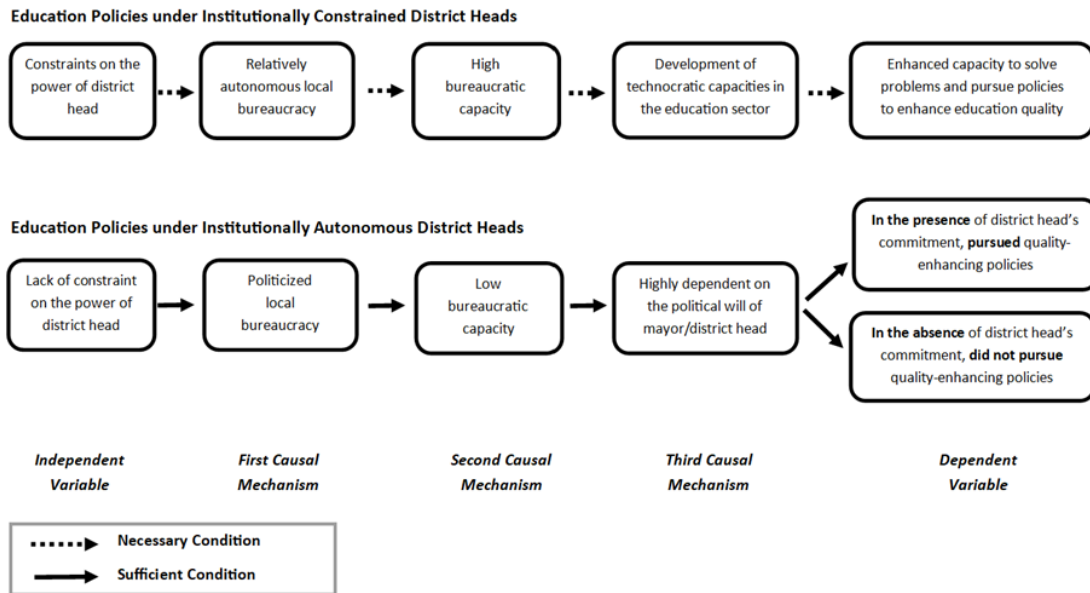 Education Policies under Institutionally Constrained District Heads
Constraints on the
power of district
head
Relatively
autonomous local
bureaucracy
High
bureaucratic
capacity
Development of
technocratic capacities in
the education sector
Enhanced capacity to solve
problems and pursue policies
to enhance education quality
Education Policies under Institutionally Autonomous District Heads
Lack of constraint
on the power of
district head
Politicized
local
bureaucracy
Low
bureaucratic
capacity
Highly dependent on
the political will of
mayor/district head
In the presence of district head's
commitment, pursued quality-
enhancing policies
In the absence of district head's
commitment, did not pursue
quality-enhancing policies
Independent
Variable
First Causal
Mechanism
Second Causal
Mechanism
Third Causal
Mechanism
Dependent
Variable
Necessary Condition
Sufficient Condition